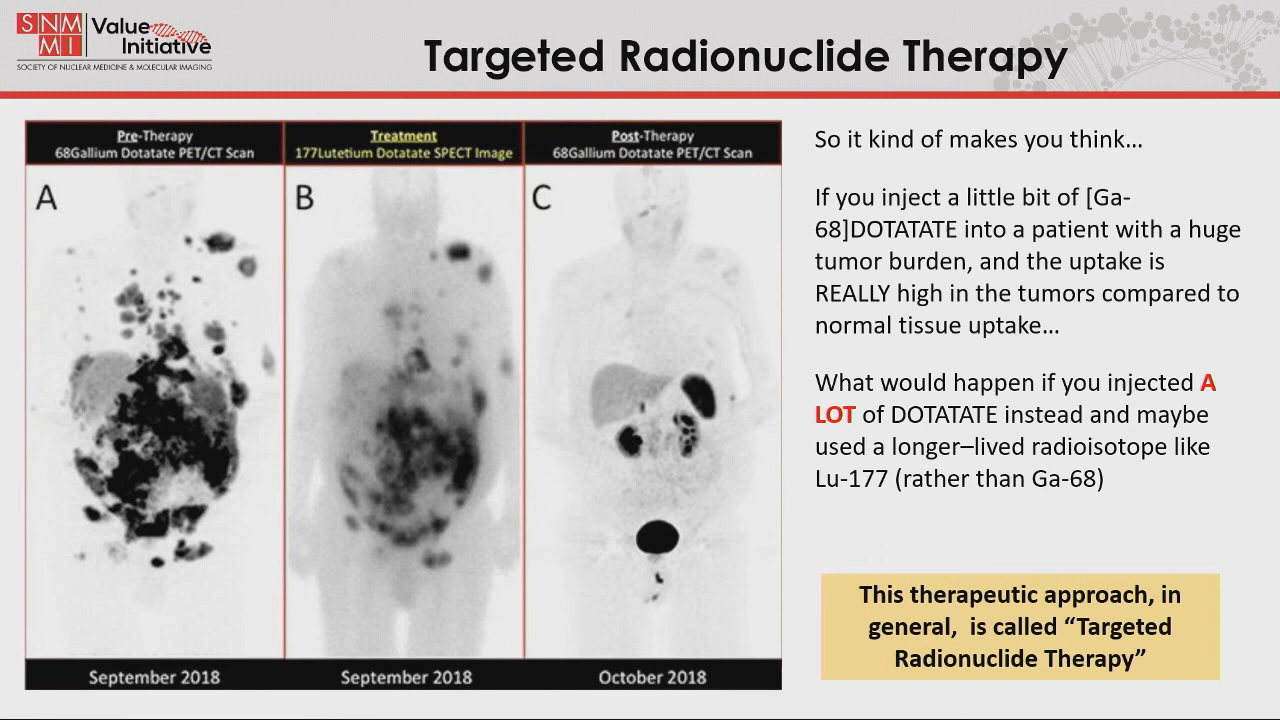 SNM
MI
Value
Initiative
SOCIETY OF NUCLEAR MEDICINE & MOLECULAR IMAGING
Targeted Radionuclide Therapy
Pre-Therapy
68Gallium Dotatate PET/CT Scan
Treatment
177Lutetium Dotatate SPECT Image
Post-Therapy
68Gallium Dotatate PET/CT Scan
A
B
C
September 2018
September 2018
October 2018
So it kind of makes you think…
If you inject a little bit of [Ga-
68]DOTATATE into a patient with a huge
tumor burden, and the uptake is
REALLY high in the tumors compared to
normal tissue uptake…
What would happen if you injected A
LOT of DOTATATE instead and maybe
used a longer–lived radioisotope like
Lu-177 (rather than Ga-68)
This therapeutic approach, in
general, is called “Targeted
Radionuclide Therapy”